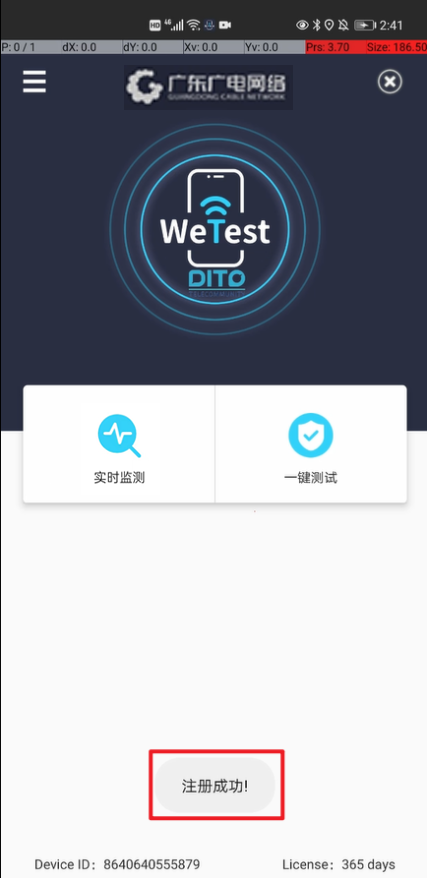 HD 4G 2:41
P: 0 / 1 dX: 0.0 dY: 0.0 Xv: 0.0 Yv: 0.0 Prs: 3.70 Size: 186.50
广东广电网络
GUANGDONG CABLE NETWORK
WeTest
DITO
实时监测 一键测试
注册成功!
Device ID：8640640555879 License：365 days